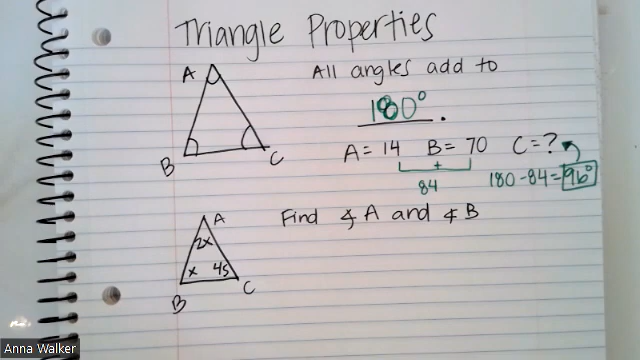 Triangle Properties
A
B
C
All angles add to
180°.
A = 14 B = 70 C = ?
+
84
180 - 84 = 96°
Find ∡ A and ∡ B
A
2x
x 45
B
C
Anna Walker